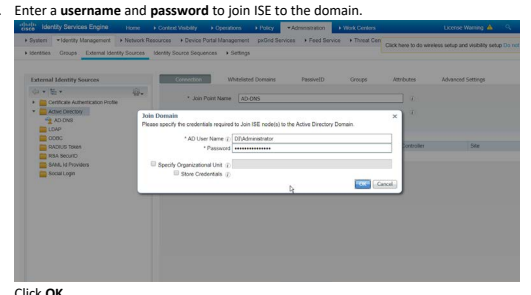 . Enter a username and password to join ISE to the domain.
cisco Identity Services Engine Home Context Visibility Operations Policy Administration Work Centers License Warning
System Identity Management Network Resources Device Portal Management pxGrid Services Feed Service Threat Cen
Click here to do wireless setup and visibility setup Do not
Identities Groups External Identity Sources Identity Source Sequences Settings
External Identity Sources
Connection Whitelisted Domains PassiveID Groups Attributes Advanced Settings
Certificate Authentication Profile
Active Directory
AD-ONS
LDAP
ODBC
RADIUS Token
RSA SecurID
SAML Id Providers
Social Login
* Join Point Name AD-ONS
Join Domain
Please specify the credentials required to Join ISE node(s) to the Active Directory Domain.
* AD User Name Administrator
* Password
Specify Organizational Unit
Store Credentials
OK Cancel
Controller Site
Click OK